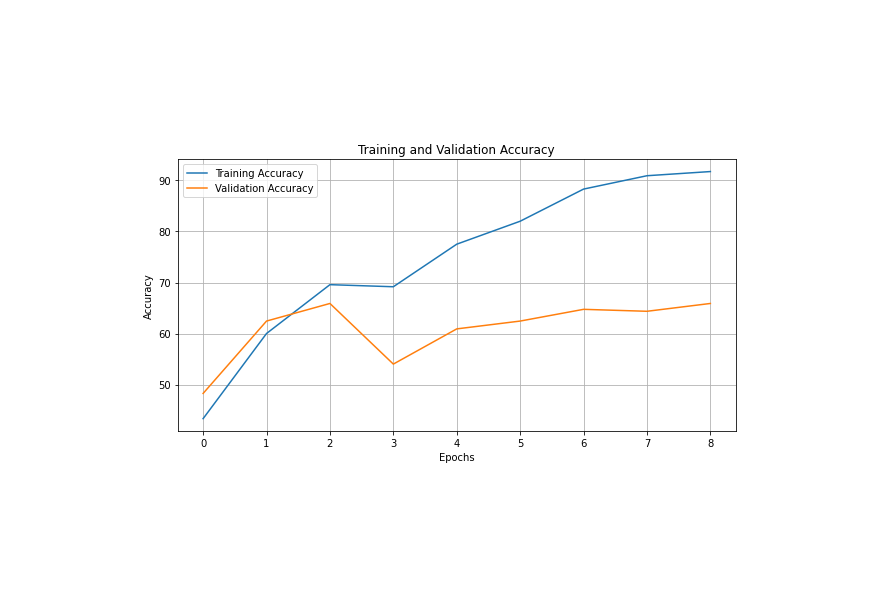 Training and Validation Accuracy
Training Accuracy
Validation Accuracy
90
80
70
60
50
Accuracy
0 1 2 3 4 5 6 7 8
Epochs